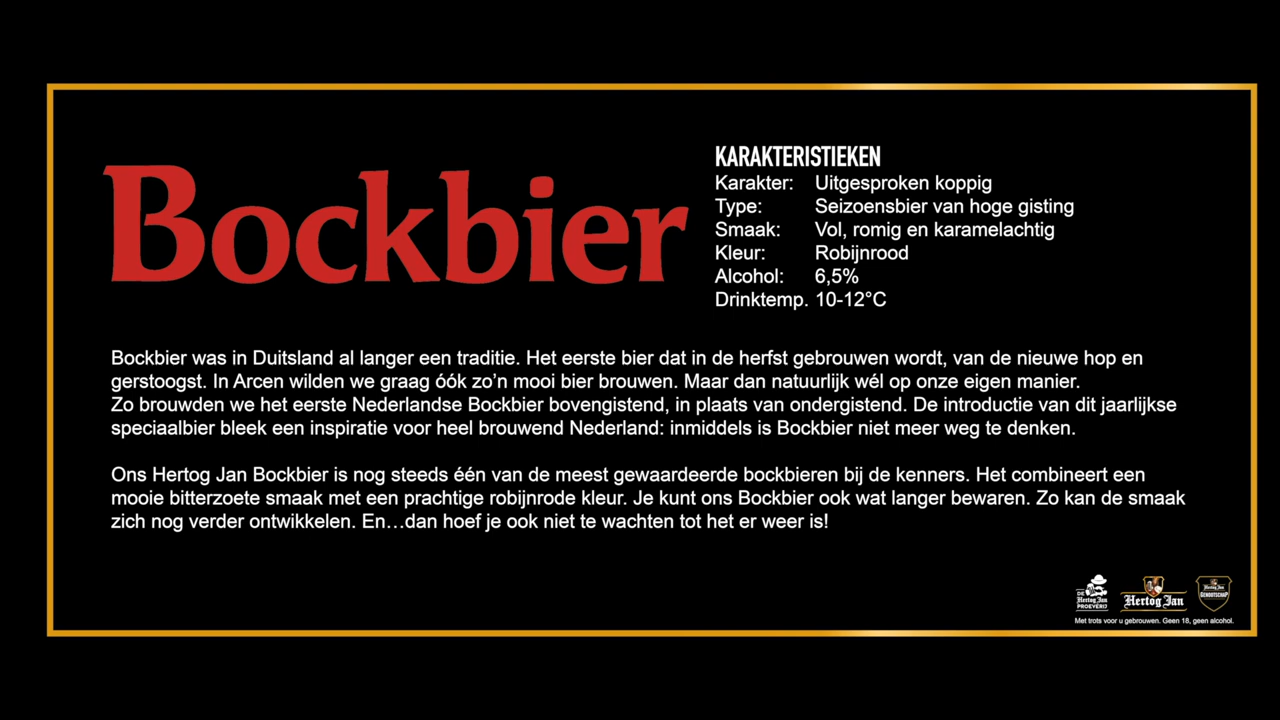 Bockbier
KARAKTERISTIEKEN
Karakter: Uitgesproken koppig
Type: Seizoensbier van hoge gisting
Smaak: Vol, romig en karamelachtig
Kleur: Robijnrood
Alcohol: 6,5%
Drinktemp. 10-12°C
Bockbier was in Duitsland al langer een traditie. Het eerste bier dat in de herfst gebrouwen wordt, van de nieuwe hop en
gerstoogst. In Arcen wilden we graag óók zo’n mooi bier brouwen. Maar dan natuurlijk wél op onze eigen manier.
Zo brouwden we het eerste Nederlandse Bockbier bovengistend, in plaats van ondergistend. De introductie van dit jaarlijkse
speciaalbier bleek een inspiratie voor heel brouwend Nederland: inmiddels is Bockbier niet meer weg te denken.
Ons Hertog Jan Bockbier is nog steeds één van de meest gewaardeerde bockbieren bij de kenners. Het combineert een
mooie bitterzoete smaak met een prachtige robijnrode kleur. Je kunt ons Bockbier ook wat langer bewaren. Zo kan de smaak
zich nog verder ontwikkelen. En…dan hoef je ook niet te wachten tot het er weer is!
DE
Hertog Jan
PROEVERIJ
Hertog Jan
Hertog Jan
GENOOTSCHAP
Met trots voor u gebrouwen. Geen 18, geen alcohol.